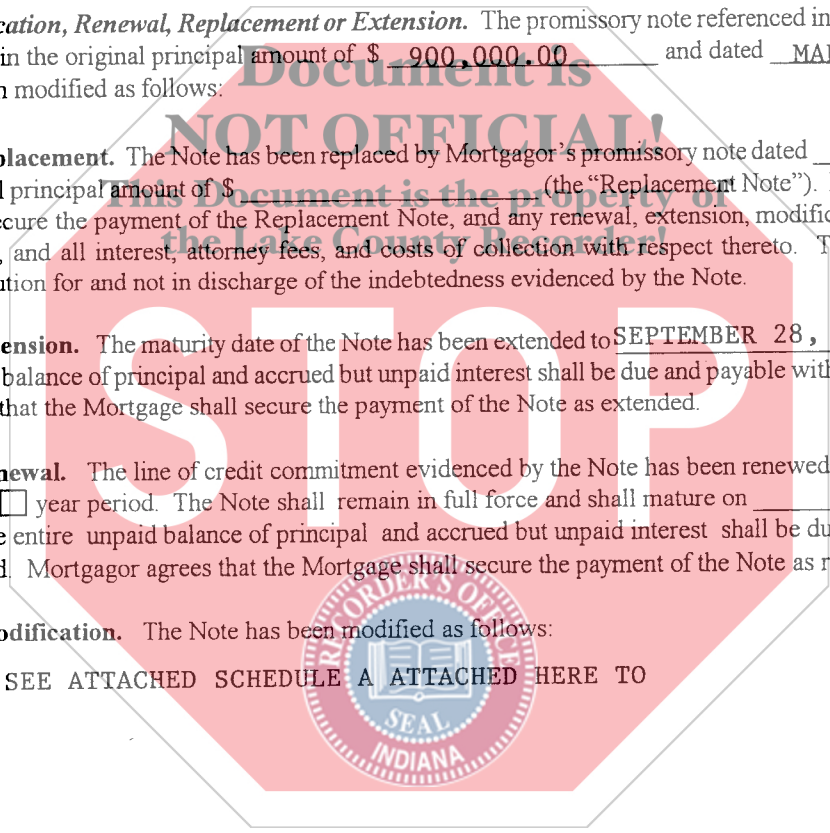 cation, Renewal, Replacement or Extension. The promissory note referenced in
in the original principal amount of $ 900,000.00 and dated MAR
modified as follows:
Document is
NOT OFFICIAL!
placement. The Note has been replaced by Mortgagor's promissory note dated
principal amount of $ (the "Replacement Note").
This Document is the property of
cure the payment of the Replacement Note, and any renewal, extension, modific
the Lake County Recorder!
, and all interest, attorney fees, and costs of collection with respect thereto. T
ution for and not in discharge of the indebtedness evidenced by the Note.
ension. The maturity date of the Note has been extended to SEPTEMBER 28,
balance of principal and accrued but unpaid interest shall be due and payable with
that the Mortgage shall secure the payment of the Note as extended.
STOP
newal. The line of credit commitment evidenced by the Note has been renewed
year period. The Note shall remain in full force and shall mature on
e entire unpaid balance of principal and accrued but unpaid interest shall be du
d. Mortgagor agrees that the Mortgage shall secure the payment of the Note as r
RECORDER'S OFFICE
odification. The Note has been modified as follows:
SEE ATTACHED SCHEDULE A ATTACHED HERE TO
SEAL
INDIANA